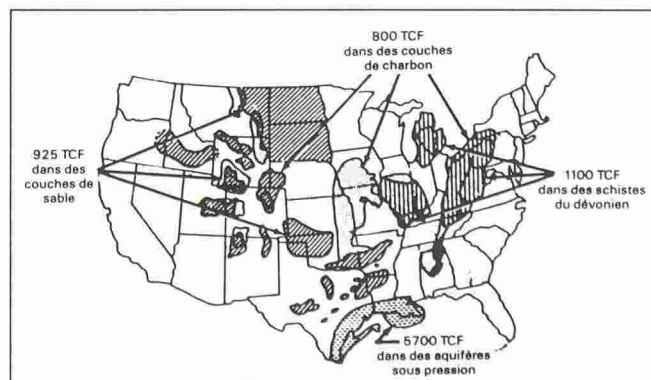 800 TCF
dans des couches
de charbon
925 TCF
dans des
couches de
sable
1100 TCF
dans des schistes
du dévonien
5700 TCF
dans des aquifères
sous pression